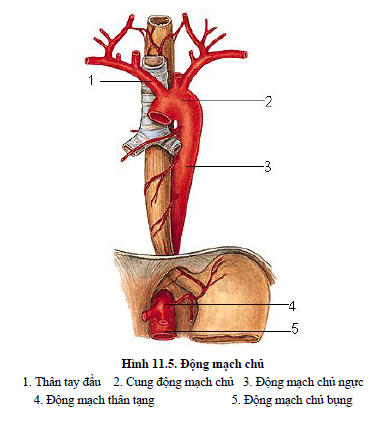 1
2
3
4
5
Hình 11.5. Động mạch chủ
1. Thân tay đầu 2. Cung động mạch chủ 3. Động mạch chủ ngực
4. Động mạch thân tạng 5. Động mạch chủ bụng